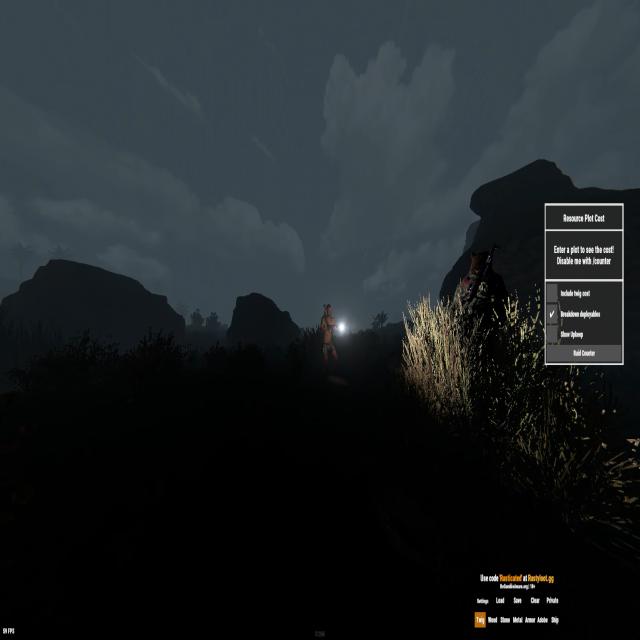 Resource Plot Cost
Enter a plot to see the cost!
Disable me with /counter
Include twig cost
Breakdown deployables
Show Upkeep
Raid Counter
Use code 'Rusticated' at Rustyloot.gg
Settings Load Save Clear Private
Twig Wood Stone Metal Armor Adobe Skip
FPS